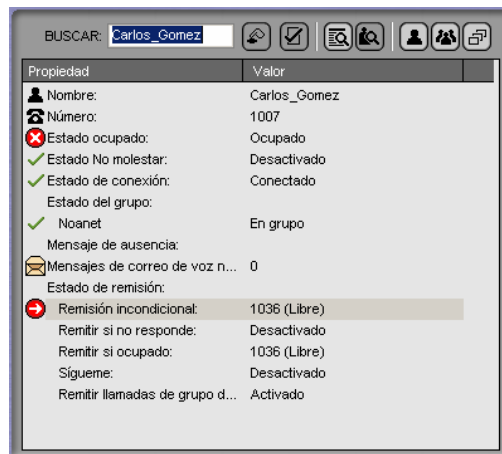 BUSCAR: Carlos_Gomez
Propiedad Valor
Nombre: Carlos_Gomez
Número: 1007
Estado ocupado: Ocupado
Estado No molestar: Desactivado
Estado de conexión: Conectado
Estado del grupo:
Noanet En grupo
Mensaje de ausencia:
Mensajes de correo de voz n... 0
Estado de remisión:
Remisión incondicional: 1036 (Libre)
Remitir si no responde: Desactivado
Remitir si ocupado: 1036 (Libre)
Sígueme: Desactivado
Remitir llamadas de grupo d... Activado